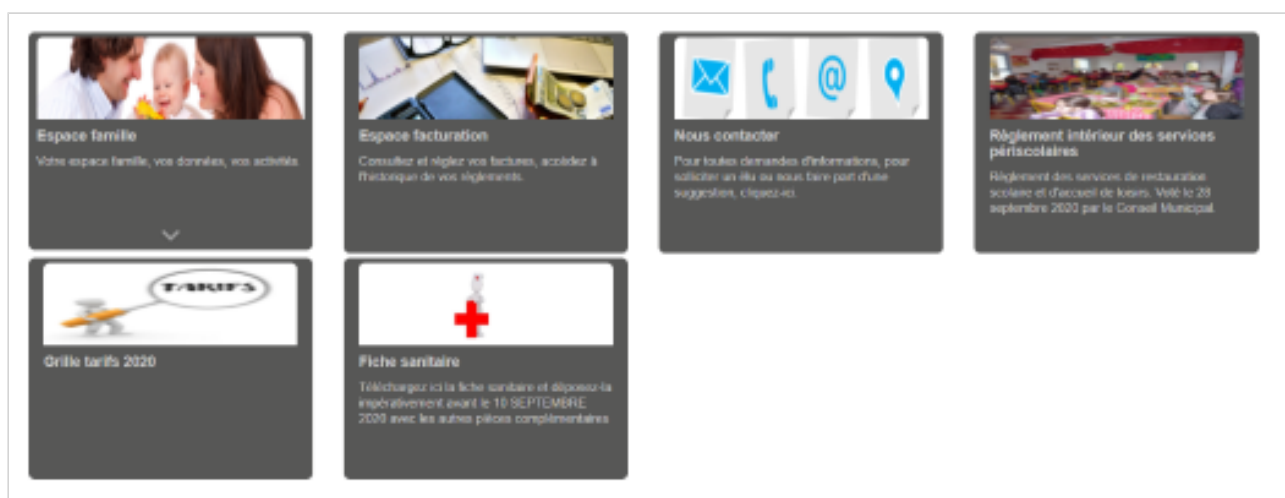 Espace famille
Votre espace famille, vos données, vos activités
Espace facturation
Consultez et réglez vos factures, accédez à
l'historique de vos règlements.
Nous contacter
Pour toutes demandes d'informations, pour
solliciter un élu ou nous faire part d'une
suggestion, cliquez-ici.
Règlement intérieur des services
périscolaires
Règlement des services de restauration
scolaire et d'accueil de loisirs. Voté le 28
septembre 2020 par le Conseil Municipal.
TARIFS
Grille tarifs 2020
Fiche sanitaire
Téléchargez ici la fiche sanitaire et déposez-la
impérativement avant le 10 SEPTEMBRE
2020 avec les autres pièces complémentaires